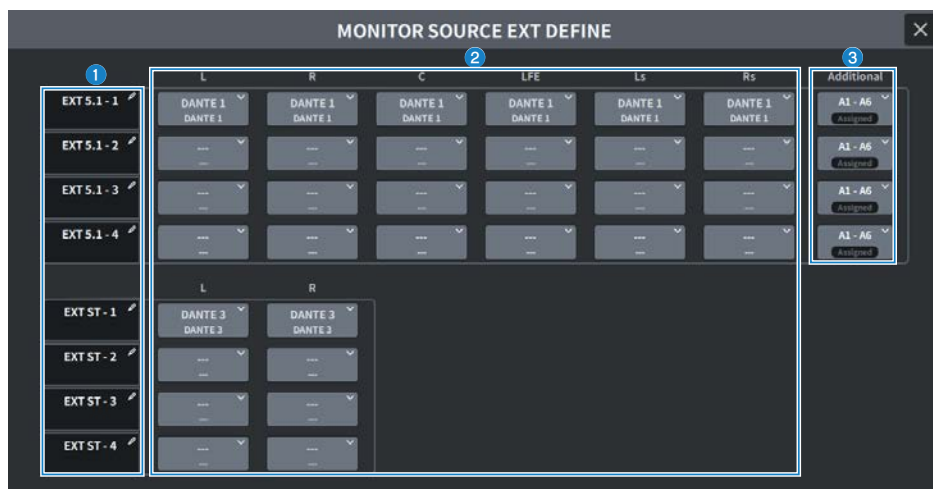 MONITOR SOURCE EXT DEFINE
1 2 3
L R C LFE Ls Rs Additional
EXT 5.1 - 1 DANTE 1 DANTE 1 DANTE 1 DANTE 1 DANTE 1 DANTE 1 A1 - A6
DANTE 1 DANTE 1 DANTE 1 DANTE 1 DANTE 1 DANTE 1 Assigned
EXT 5.1 - 2 --- --- --- --- --- --- A1 - A6
--- --- --- --- --- --- Assigned
EXT 5.1 - 3 --- --- --- --- --- --- A1 - A6
--- --- --- --- --- --- Assigned
EXT 5.1 - 4 --- --- --- --- --- --- A1 - A6
--- --- --- --- --- --- Assigned
L R
EXT ST - 1 DANTE 3 DANTE 3
DANTE 3 DANTE 3
EXT ST - 2 --- ---
--- ---
EXT ST - 3 --- ---
--- ---
EXT ST - 4 --- ---
--- ---